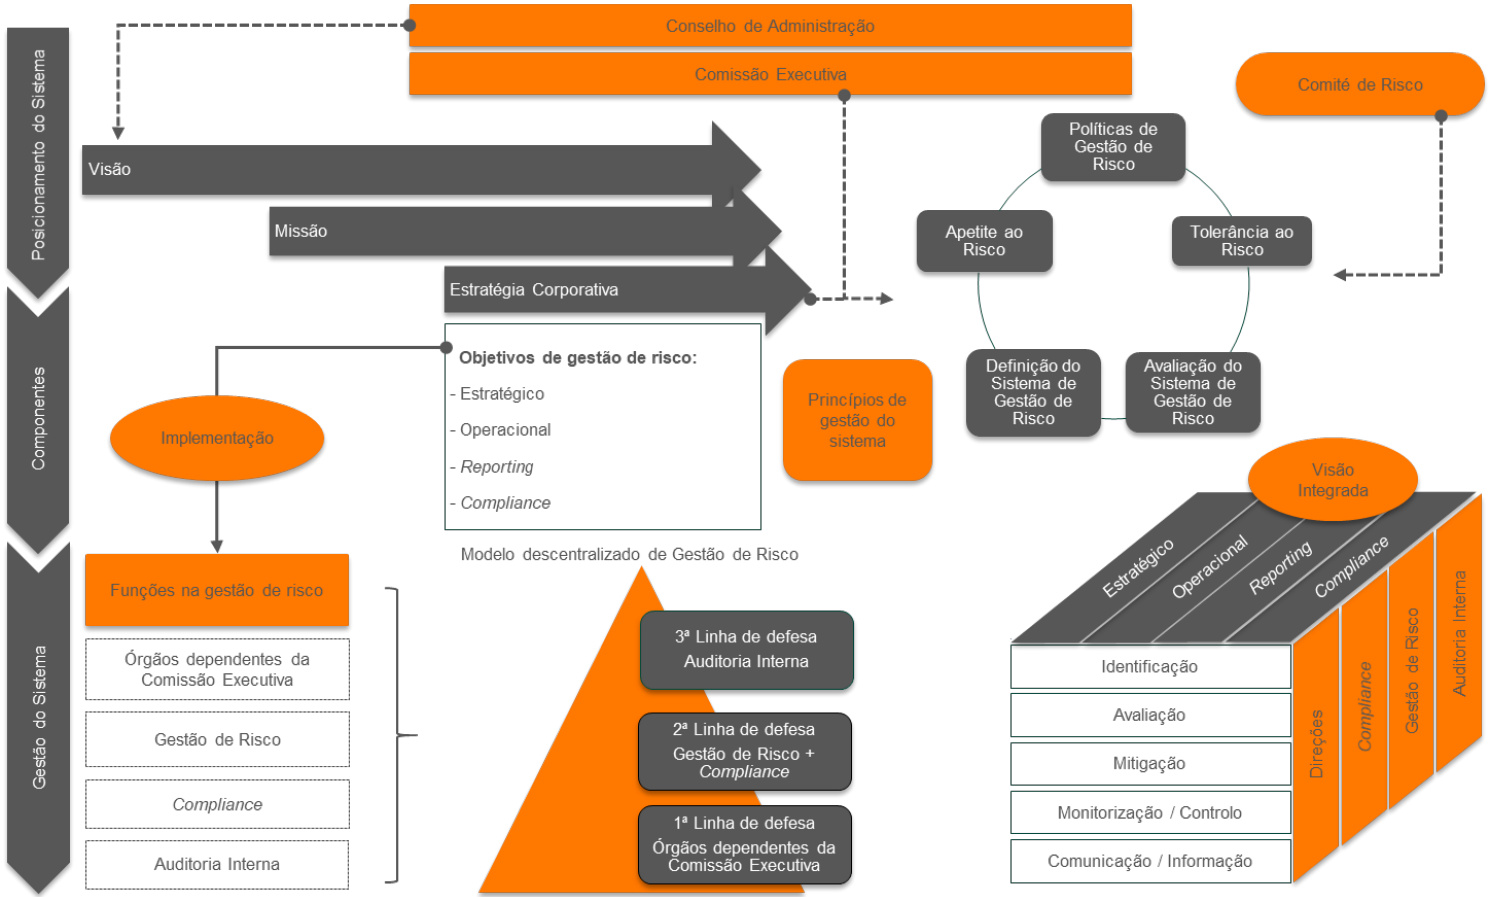 Conselho de Administração
Comissão Executiva
Comité de Risco
Posicionamento do Sistema
Visão
Missão
Estratégia Corporativa
Políticas de
Gestão de
Risco
Apetite ao
Risco
Tolerância ao
Risco
Definição do
Sistema de
Gestão de
Risco
Avaliação do
Sistema de
Gestão de
Risco
Componentes
Implementação
Objetivos de gestão de risco:
- Estratégico
- Operacional
- Reporting
- Compliance
Princípios de
gestão do
sistema
Gestão do Sistema
Funções na gestão de risco
Órgãos dependentes da
Comissão Executiva
Gestão de Risco
Compliance
Auditoria Interna
Modelo descentralizado de Gestão de Risco
3ª Linha de defesa
Auditoria Interna
2ª Linha de defesa
Gestão de Risco +
Compliance
1ª Linha de defesa
Órgãos dependentes da
Comissão Executiva
Visão
Integrada
Estratégico
Operacional
Reporting
Compliance
Identificação
Avaliação
Mitigação
Monitorização / Controlo
Comunicação / Informação
Direções
Compliance
Gestão de Risco
Auditoria Interna